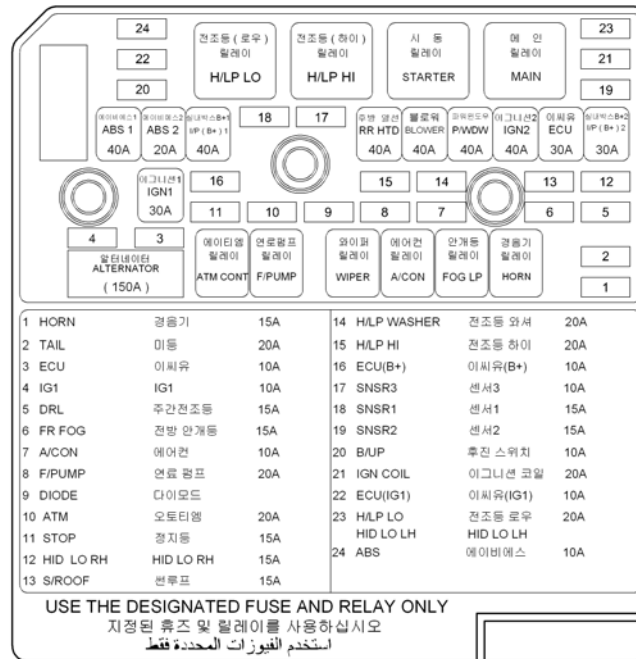 24
전조등 ( 로우 )
릴레이
H/LP LO
전조등 ( 하이 )
릴레이
H/LP HI
시 동
릴레이
STARTER
메 인
릴레이
MAIN
23
22
21
20
19
에이비에스1
ABS 1
40A
에이비에스2
ABS 2
20A
실내박스B+1
I/P ( B+ ) 1
40A
18
17
뒷방 열선
RR HTD
40A
블로워
BLOWER
40A
파워윈도우
P/WDW
40A
이그니션2
IGN2
40A
이씨유
ECU
30A
실내박스B+2
I/P ( B+ ) 2
30A
이그니션1
IGN1
30A
16
15
14
13
12
11
10
9
8
7
6
5
4
3
알터네이터
ALTERNATOR
( 150A )
에이티엠
릴레이
ATM CONT
연로펌프
릴레이
F/PUMP
와이퍼
릴레이
WIPER
에어컨
릴레이
A/CON
안개등
릴레이
FOG LP
경음기
릴레이
HORN
2
1
1 HORN 경음기 15A
2 TAIL 미등 20A
3 ECU 이씨유 10A
4 IG1 IG1 10A
5 DRL 주간전조등 15A
6 FR FOG 전방 안개등 15A
7 A/CON 에어컨 10A
8 F/PUMP 연료 펌프 20A
9 DIODE 다이모드
10 ATM 오토티엠 20A
11 STOP 정지등 15A
12 HID LO RH HID LO RH 15A
13 S/ROOF 썬루프 15A
14 H/LP WASHER 전조등 와셔 20A
15 H/LP HI 전조등 하이 20A
16 ECU(B+) 이씨유(B+) 10A
17 SNSR3 센서3 10A
18 SNSR1 센서1 15A
19 SNSR2 센서2 15A
20 B/UP 후진 스위치 10A
21 IGN COIL 이그니션 코일 20A
22 ECU(IG1) 이씨유(IG1) 10A
23 H/LP LO 전조등 로우 20A
HID LO LH HID LO LH
24 ABS 에이비에스 10A
USE THE DESIGNATED FUSE AND RELAY ONLY
지정된 휴즈 및 릴레이를 사용하십시오
استخدم الفيوزات المحددة فقط